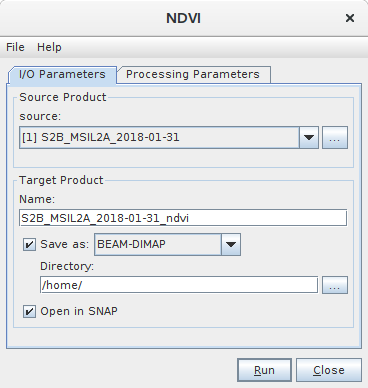 NDVI
File Help
I/O Parameters Processing Parameters
Source Product
source:
[1] S2B_MSIL2A_2018-01-31 ...
Target Product
Name:
S2B_MSIL2A_2018-01-31_ndvi
Save as: BEAM-DIMAP
Directory:
/home/ ...
Open in SNAP
Run Close